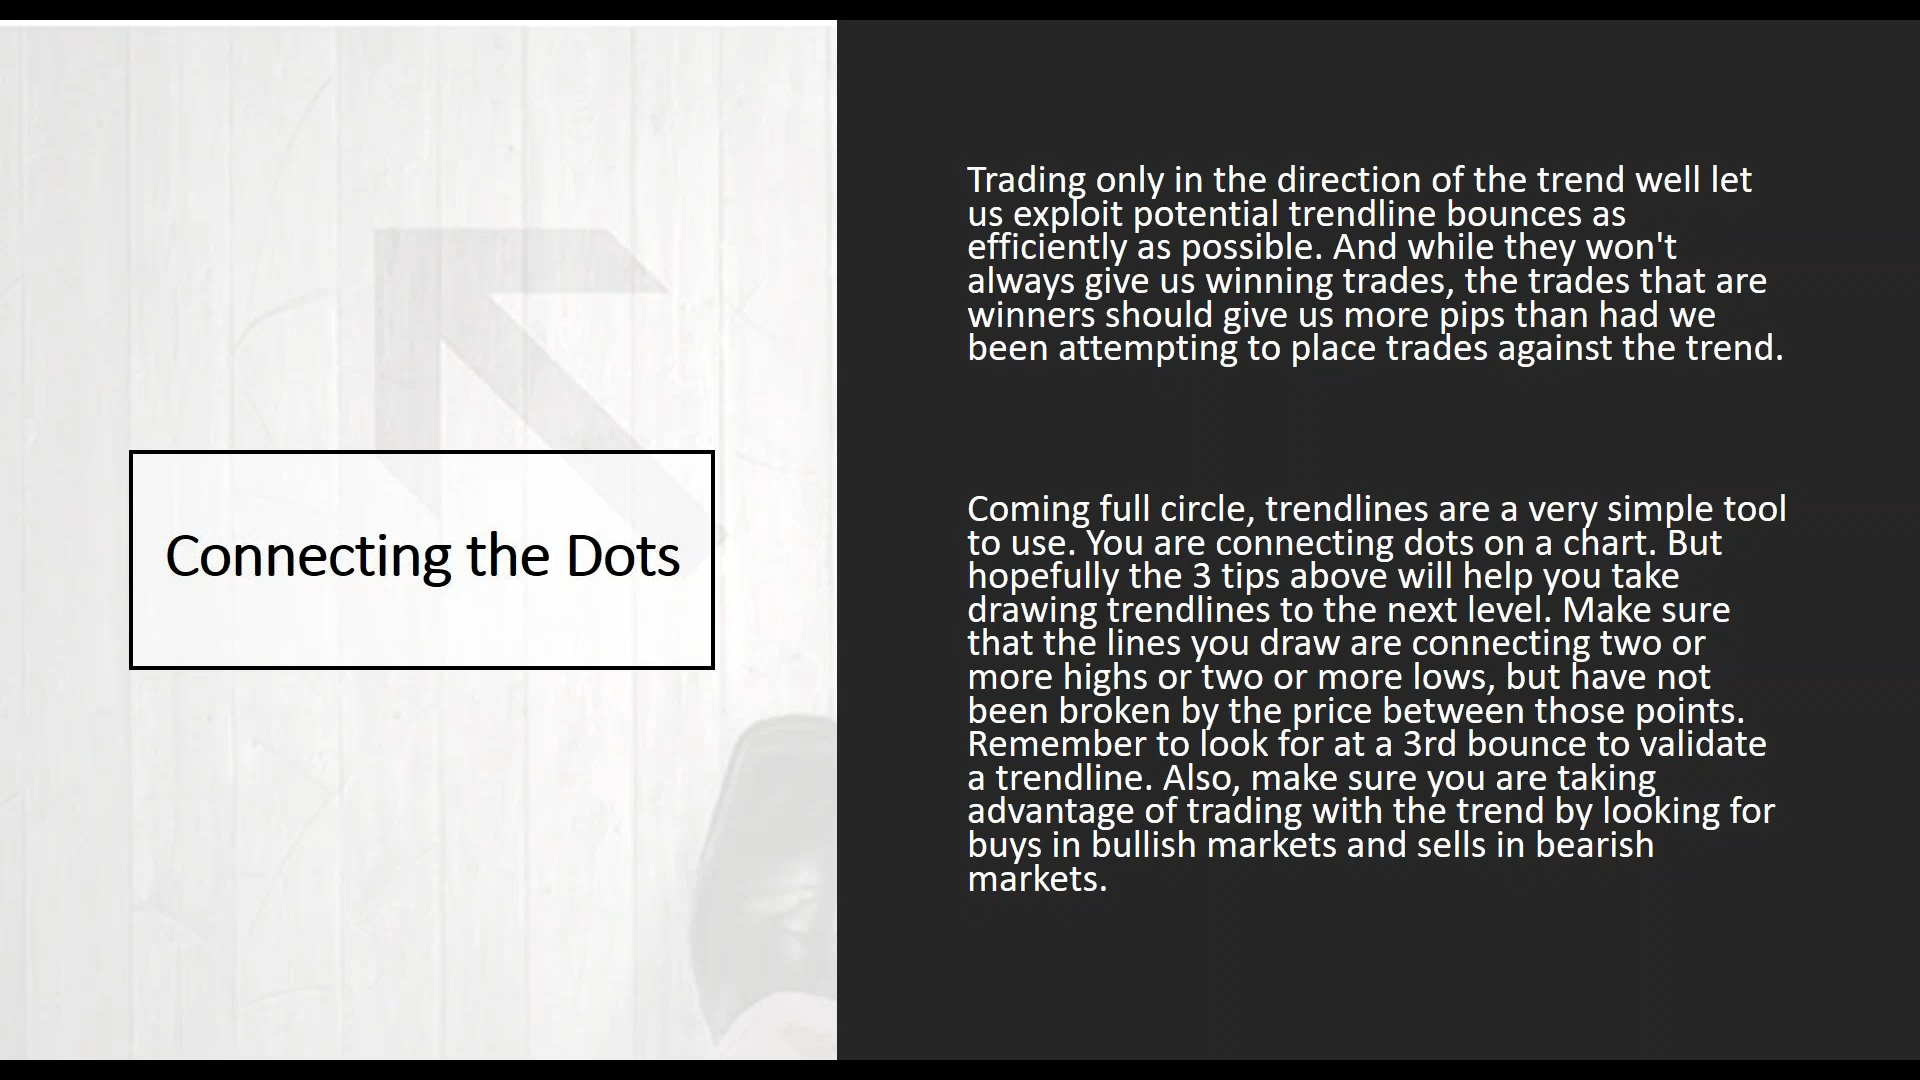 Connecting the Dots
Trading only in the direction of the trend well let
us exploit potential trendline bounces as
efficiently as possible. And while they won't
always give us winning trades, the trades that are
winners should give us more pips than had we
been attempting to place trades against the trend.
Coming full circle, trendlines are a very simple tool
to use. You are connecting dots on a chart. But
hopefully the 3 tips above will help you take
drawing trendlines to the next level. Make sure
that the lines you draw are connecting two or
more highs or two or more lows, but have not
been broken by the price between those points.
Remember to look for at a 3rd bounce to validate
a trendline. Also, make sure you are taking
advantage of trading with the trend by looking for
buys in bullish markets and sells in bearish
markets.